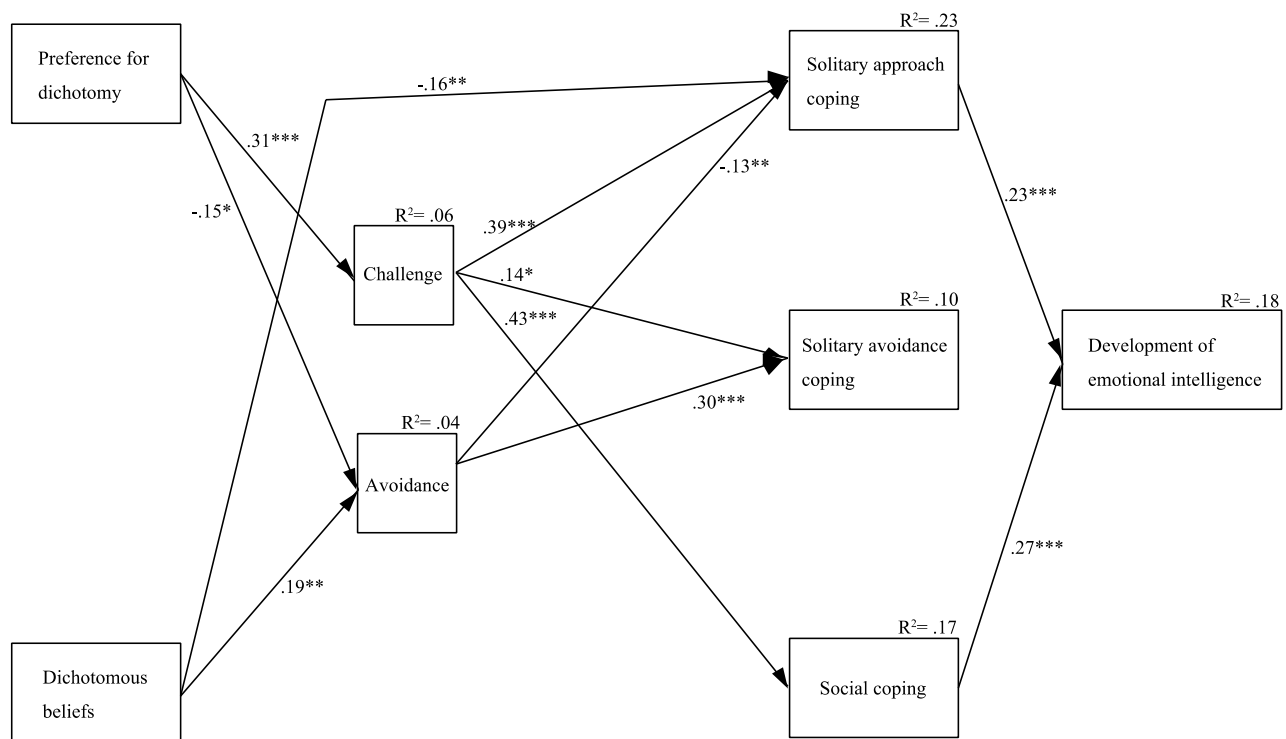 R²= .23
Preference for
dichotomy
Solitary approach
coping
-.16**
.31***
-.13**
.23***
-.15*
R²= .06
.39***
Challenge
.14*
R²= .10
R²= .18
.43***
Solitary avoidance
coping
Development of
emotional intelligence
.30***
R²= .04
Avoidance
.27***
.19**
R²= .17
Dichotomous
beliefs
Social coping